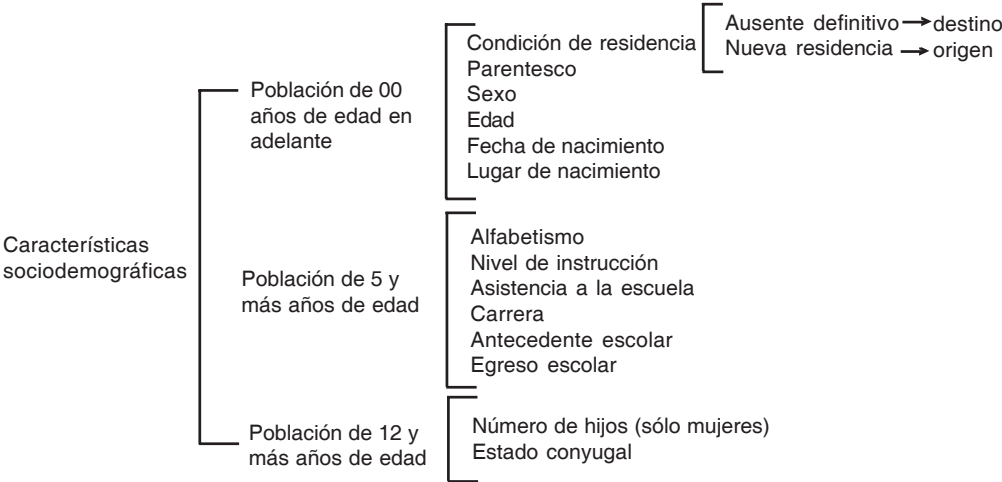 Características
sociodemográficas
Población de 00
años de edad en
adelante
Condición de residencia
Ausente definitivo → destino
Nueva residencia → origen
Parentesco
Sexo
Edad
Fecha de nacimiento
Lugar de nacimiento
Población de 5 y
más años de edad
Alfabetismo
Nivel de instrucción
Asistencia a la escuela
Carrera
Antecedente escolar
Egreso escolar
Población de 12 y
más años de edad
Número de hijos (sólo mujeres)
Estado conyugal